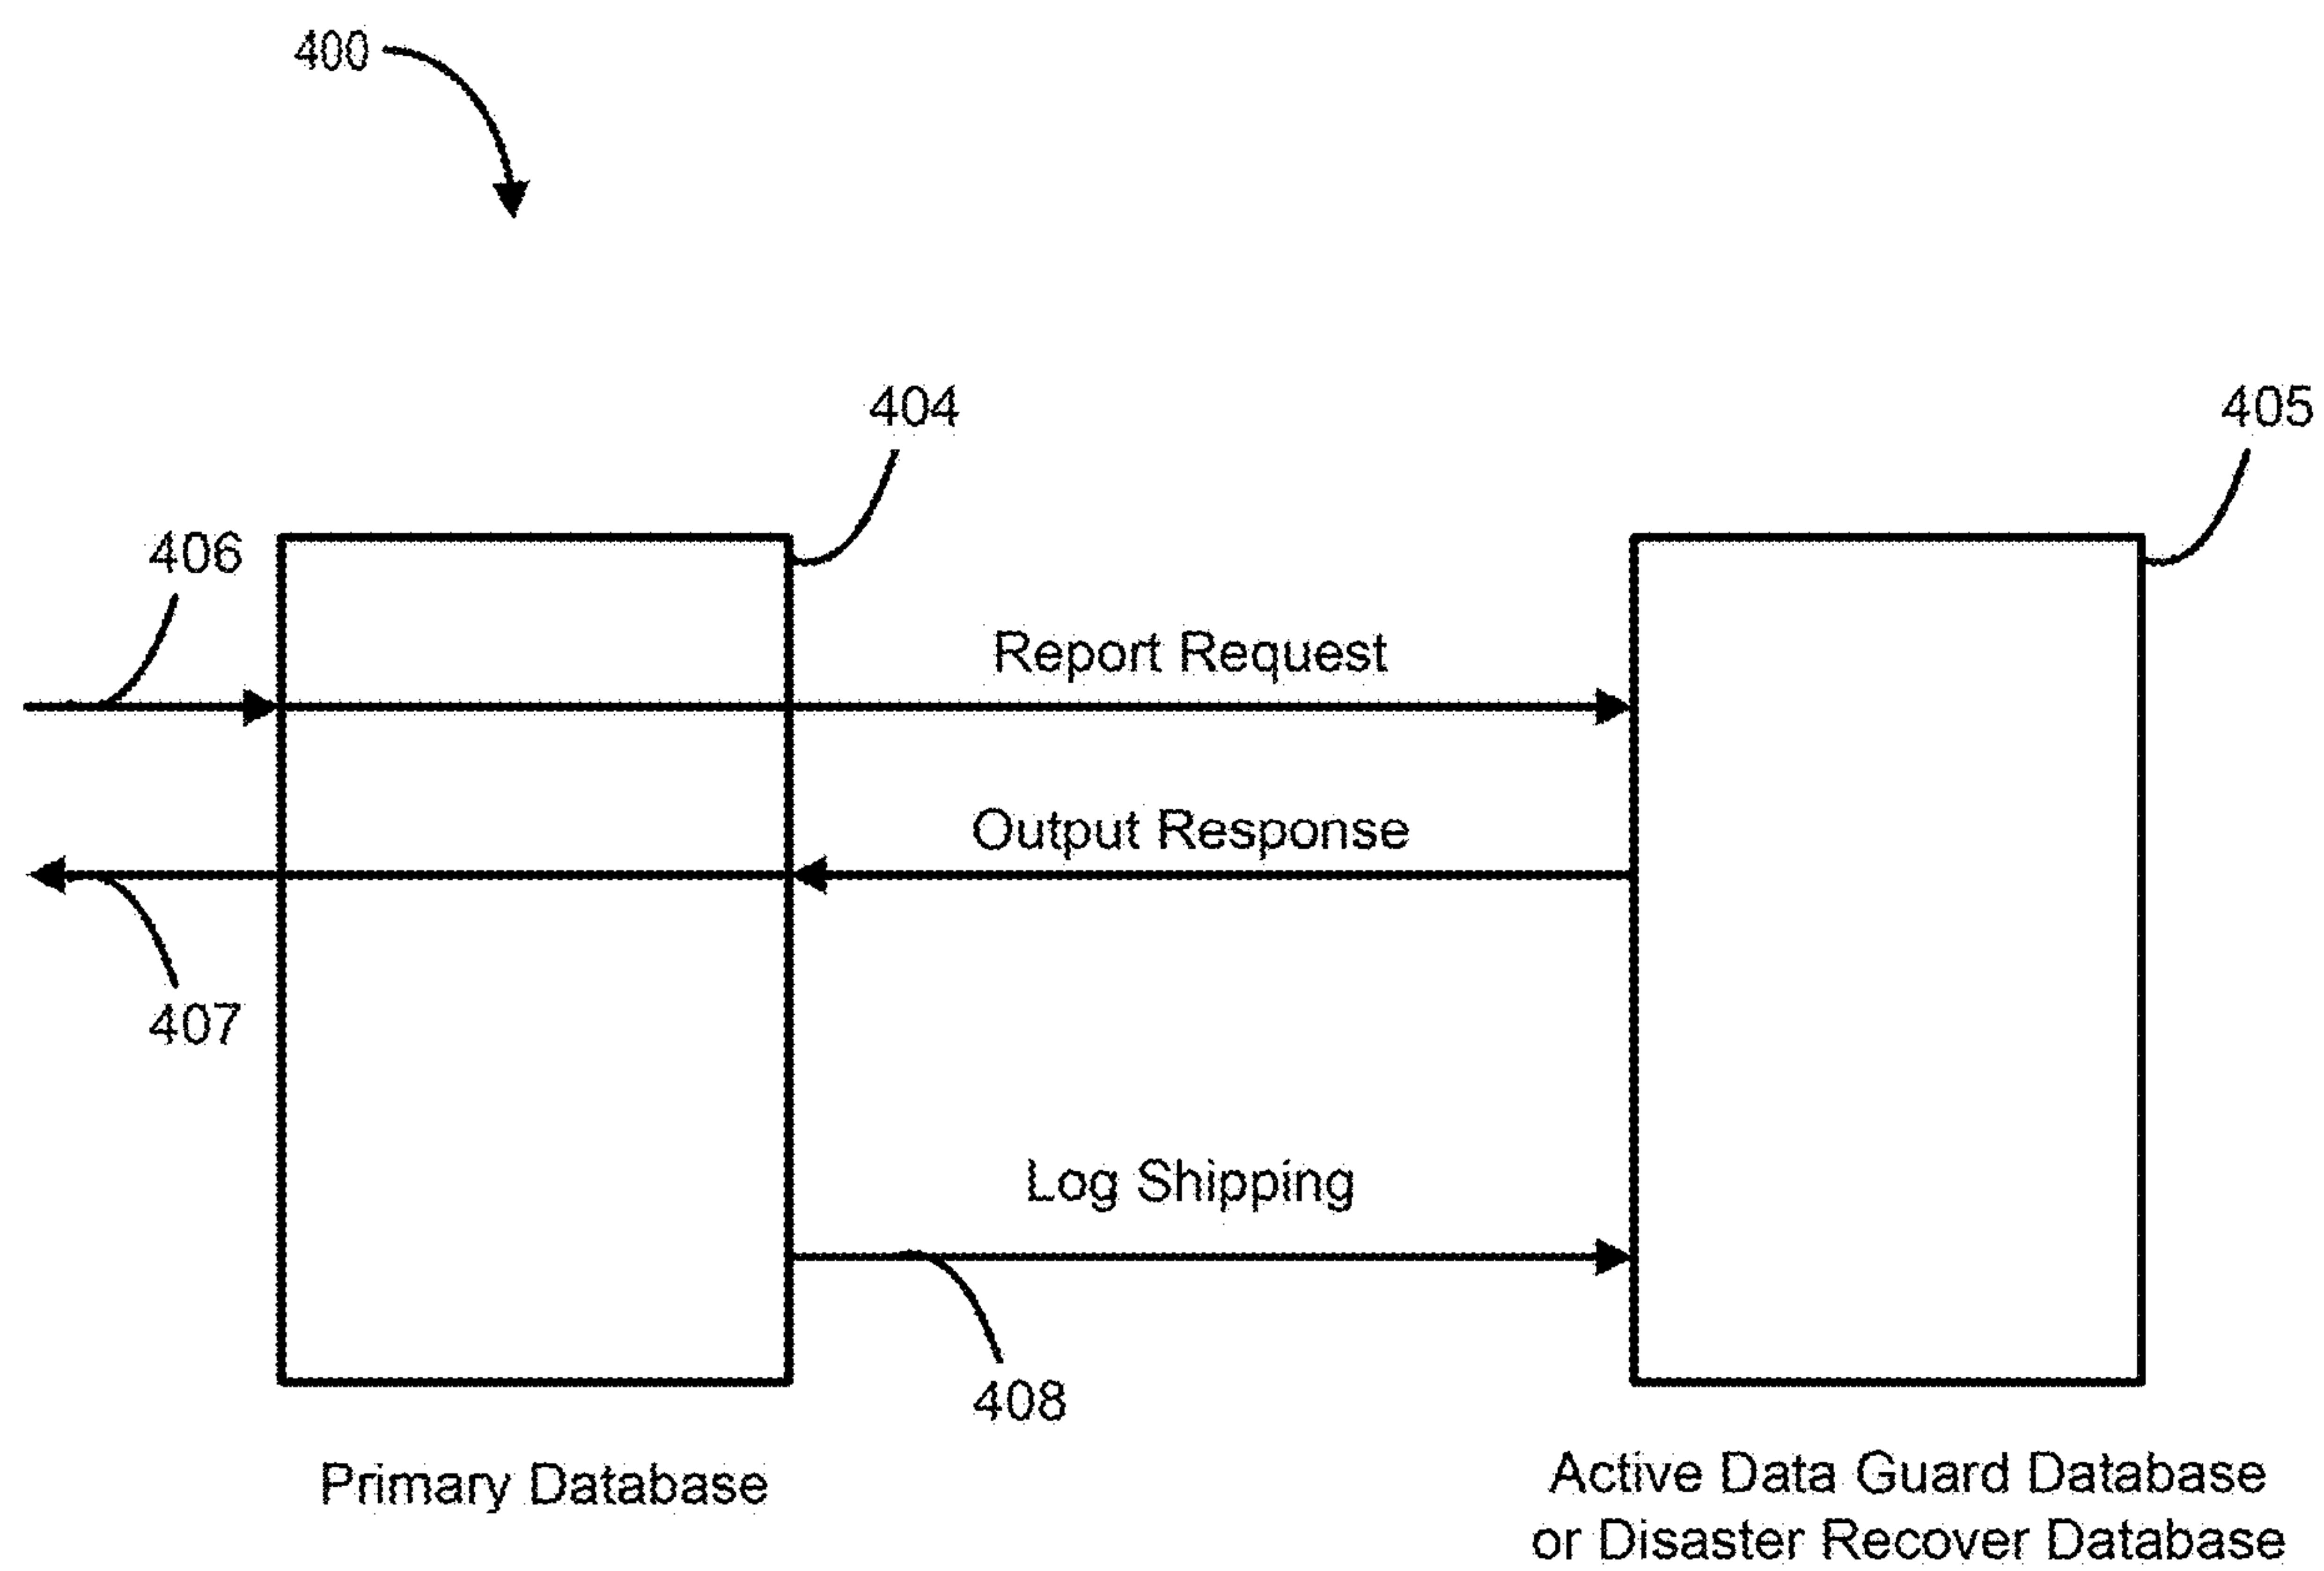 400
404
405
406
Report Request
Output Response
407
Log Shipping
408
Primary Database
Active Data Guard Database
or Disaster Recover Database